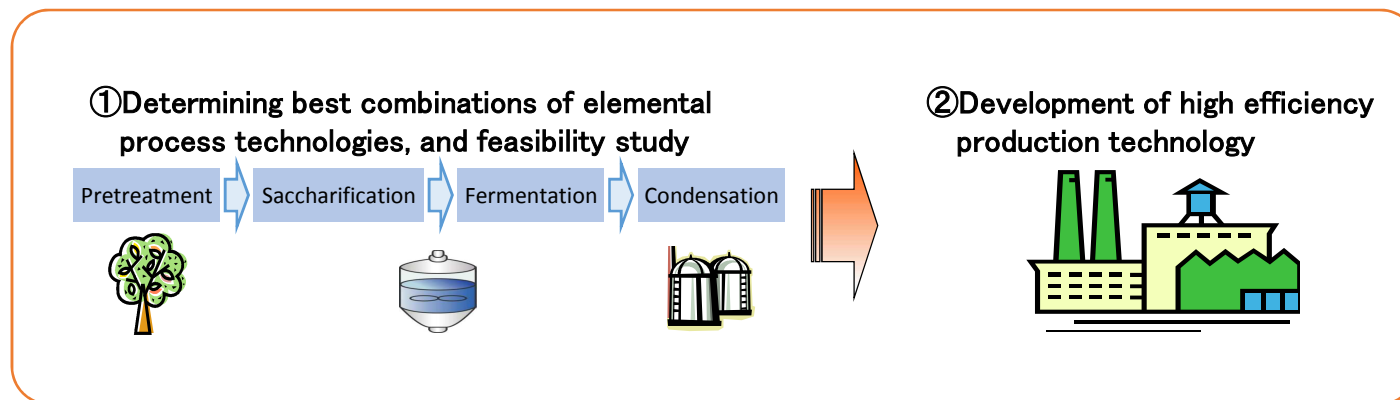 ①Determining best combinations of elemental
process technologies, and feasibility study
Pretreatment
Saccharification
Fermentation
Condensation
②Development of high efficiency
production technology